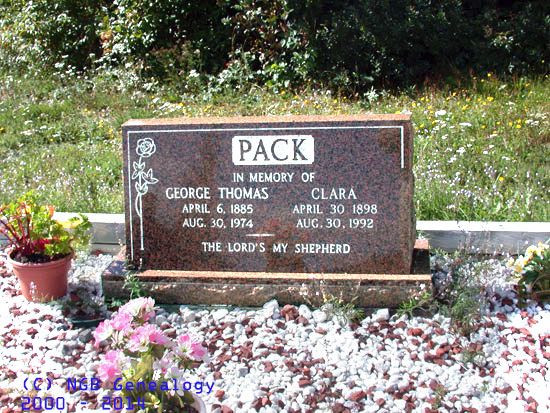 PACK
IN MEMORY OF
GEORGE THOMAS CLARA
APRIL 6, 1885 APRIL 30 1898
AUG. 30, 1974 AUG. 30, 1992
THE LORD'S MY SHEPHERD
(C) NGB Genealogy
2000 - 2014